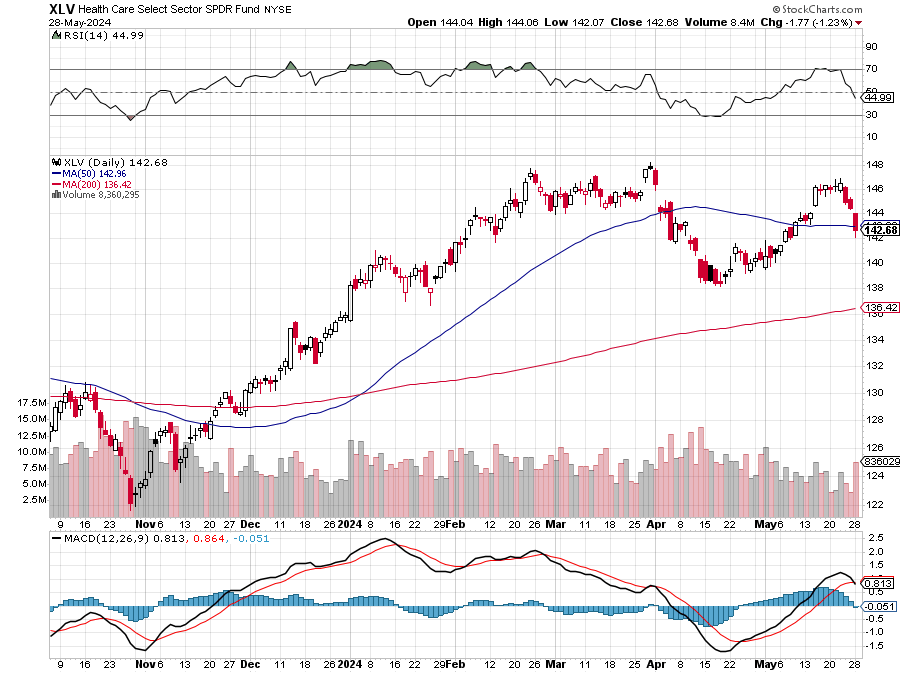 XLV Health Care Select Sector SPDR Fund NYSE
© StockCharts.com
28-May-2024
Open 144.04 High 144.06 Low 142.07 Close 142.68 Volume 8.4M Chg -1.77 (-1.23%)
RSI(14) 44.99
90
70
50
44.99
30
10
XLV (Daily) 142.68
MA(50) 142.96
MA(200) 136.42
Volume 8,360,295
148
146
144
142.68
142
140
138
136.42
136
134
132
130
128
126
124
122
17.5M
15.0M
12.5M
10.0M
7.5M
5.0M
2.5M
836029
9 16 23 Nov 6 13 20 27 Dec 11 18 26 2024 8 16 22 29 Feb 12 20 26 Mar 11 18 25 Apr 8 15 22 May 6 13 20 28
MACD(12,26,9) 0.813, 0.864, -0.051
2.5
2.0
1.5
0.813
0.5
-0.051
-0.5
-1.0
-1.5
9 16 23 Nov 6 13 20 27 Dec 11 18 26 2024 8 16 22 29 Feb 12 20 26 Mar 11 18 25 Apr 8 15 22 May 6 13 20 28